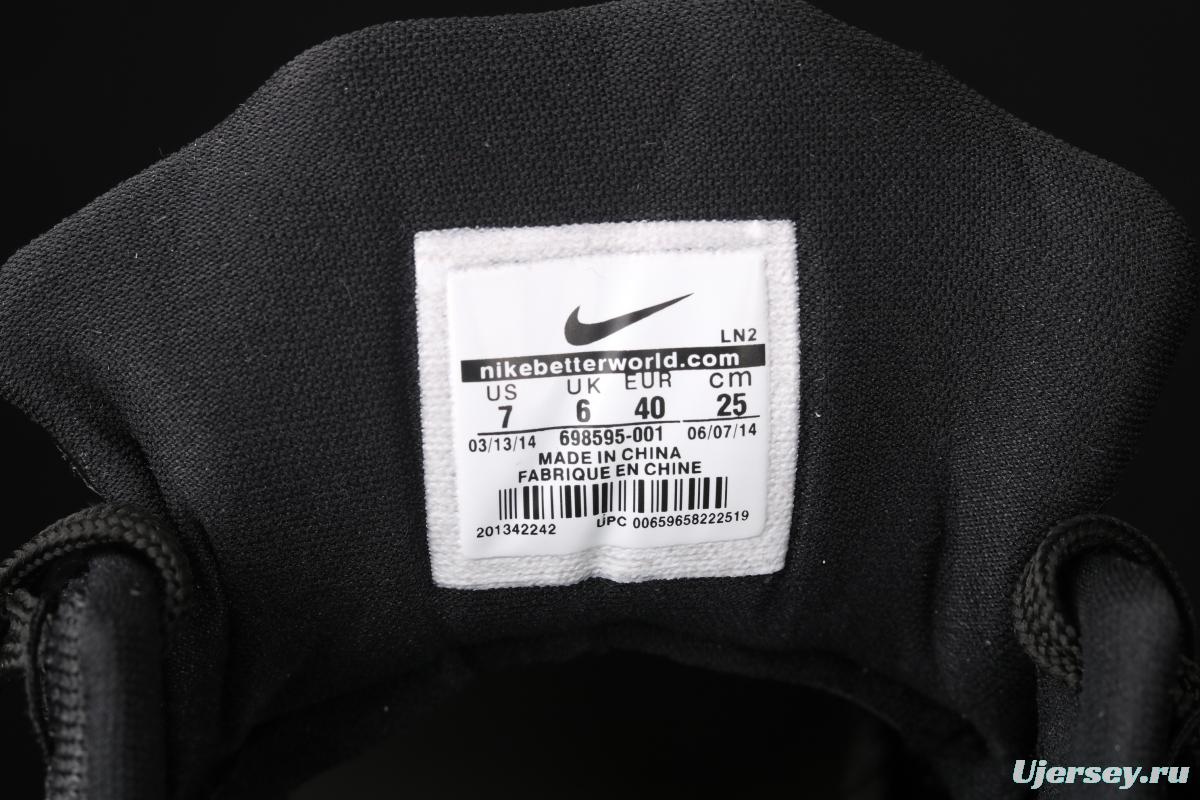 LN2
nikebetterworld.com
US UK EUR cm
7 6 40 25
03/13/14 698595-001 06/07/14
MADE IN CHINA
FABRIQUE EN CHINE
201342242 UPC 00659658222519
Ujersey.ru